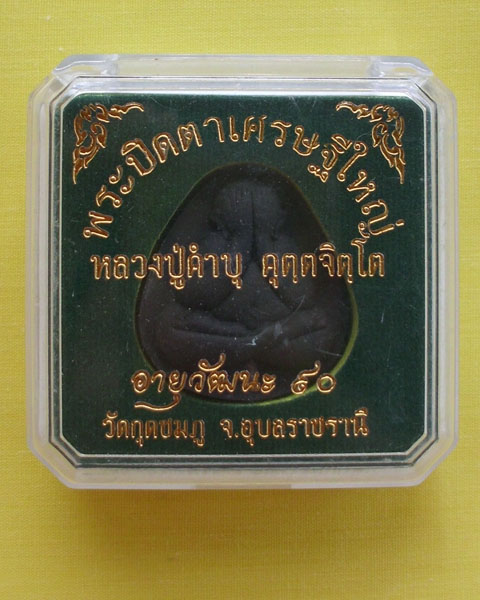 พระปิดตาเศรษฐีใหญ่
หลวงปู่คำบุ คุตฺตจิตฺโต
อายุวัฒนะ ๙๐
วัดกุดชมภู จ.อุบลราชธานี